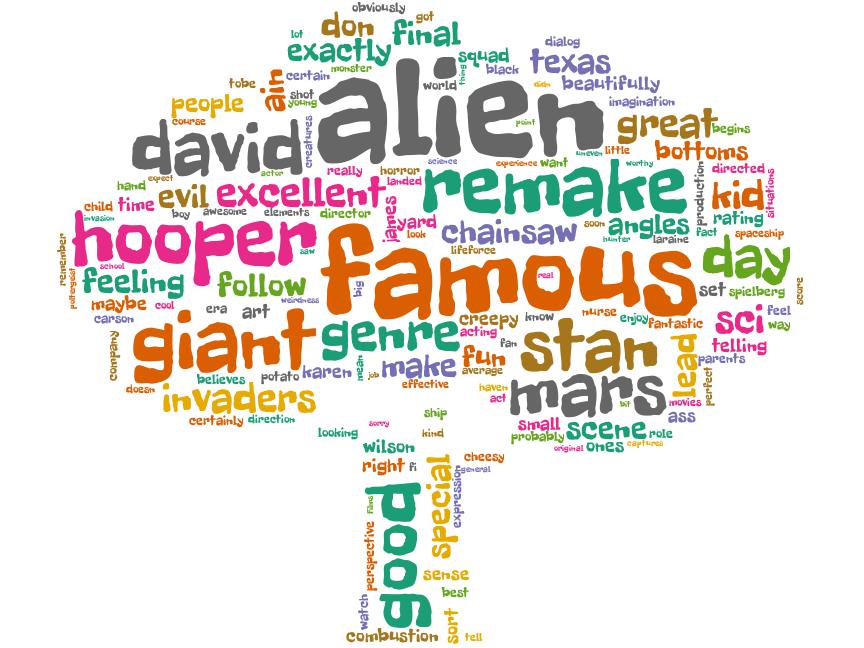 obviously
don got final
lot exactly squad dialog
monster black texas
tobe ain certain alien world thing didn beautifully
people shot young imagination
course creatures point great begins
david uneven little bottoms
expect actor really horror science experience want worthy directed
hand evil excellent landed remake production kid situations
child time boy awesome elements director james yard soon angles rating
invasion hooper saw look chainsaw hunter laraine fact spaceship
remember school feeling lifeforce famous day
poltergeist follow weirdness big real set spielberg score
maybe cool era art creepy know nurse enjoy fantastic sci feel way
carson giant genre acting stan telling
company mean fan fun lead parents
doesn believes potato karen job make average mars perfect
invaders effective haven act bit movies
certainly direction sorry ship small ass
looking kind probably scene role
wilson original ones captures
right fi special cheesy
general
good films expression
perspective
sense
best
watch sort
combustion tell